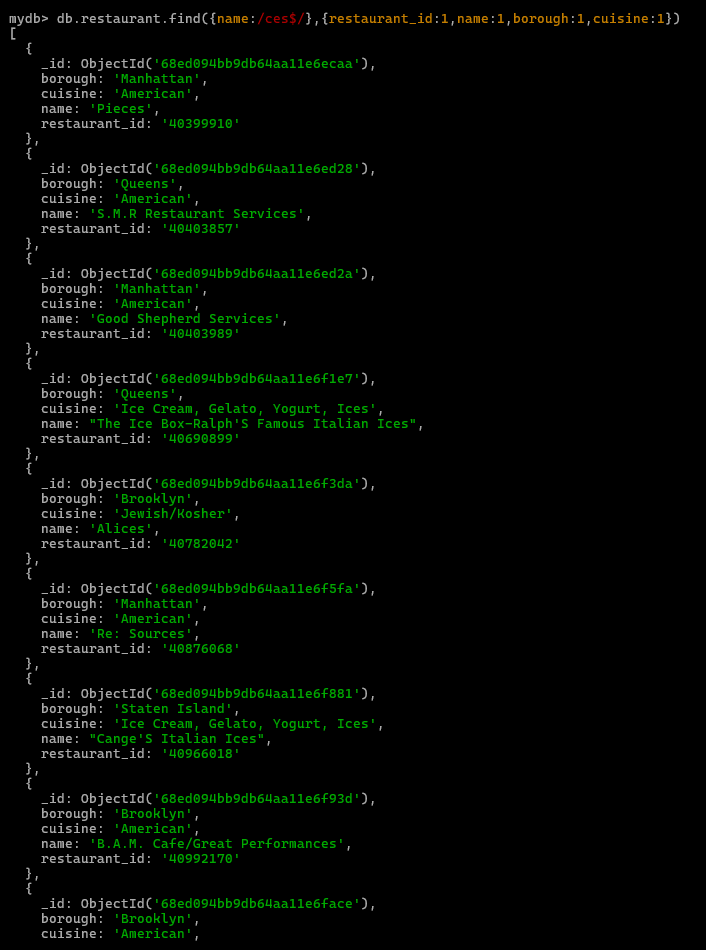 mydb> db.restaurant.find({name:/ces$/},{restaurant_id:1,name:1,borough:1,cuisine:1})
[
  {
    _id: ObjectId('68ed094bb9db64aa11e6ecaa'),
    borough: 'Manhattan',
    cuisine: 'American',
    name: 'Pieces',
    restaurant_id: '40399910'
  },
  {
    _id: ObjectId('68ed094bb9db64aa11e6ed28'),
    borough: 'Queens',
    cuisine: 'American',
    name: 'S.M.R Restaurant Services',
    restaurant_id: '40403857'
  },
  {
    _id: ObjectId('68ed094bb9db64aa11e6ed2a'),
    borough: 'Manhattan',
    cuisine: 'American',
    name: 'Good Shepherd Services',
    restaurant_id: '40403989'
  },
  {
    _id: ObjectId('68ed094bb9db64aa11e6f1e7'),
    borough: 'Queens',
    cuisine: 'Ice Cream, Gelato, Yogurt, Ices',
    name: "The Ice Box-Ralph'S Famous Italian Ices",
    restaurant_id: '40690899'
  },
  {
    _id: ObjectId('68ed094bb9db64aa11e6f3da'),
    borough: 'Brooklyn',
    cuisine: 'Jewish/Kosher',
    name: 'Alices',
    restaurant_id: '40782042'
  },
  {
    _id: ObjectId('68ed094bb9db64aa11e6f5fa'),
    borough: 'Manhattan',
    cuisine: 'American',
    name: 'Re: Sources',
    restaurant_id: '40876068'
  },
  {
    _id: ObjectId('68ed094bb9db64aa11e6f881'),
    borough: 'Staten Island',
    cuisine: 'Ice Cream, Gelato, Yogurt, Ices',
    name: "Cange'S Italian Ices",
    restaurant_id: '40966018'
  },
  {
    _id: ObjectId('68ed094bb9db64aa11e6f93d'),
    borough: 'Brooklyn',
    cuisine: 'American',
    name: 'B.A.M. Cafe/Great Performances',
    restaurant_id: '40992170'
  },
  {
    _id: ObjectId('68ed094bb9db64aa11e6face'),
    borough: 'Brooklyn',
    cuisine: 'American',